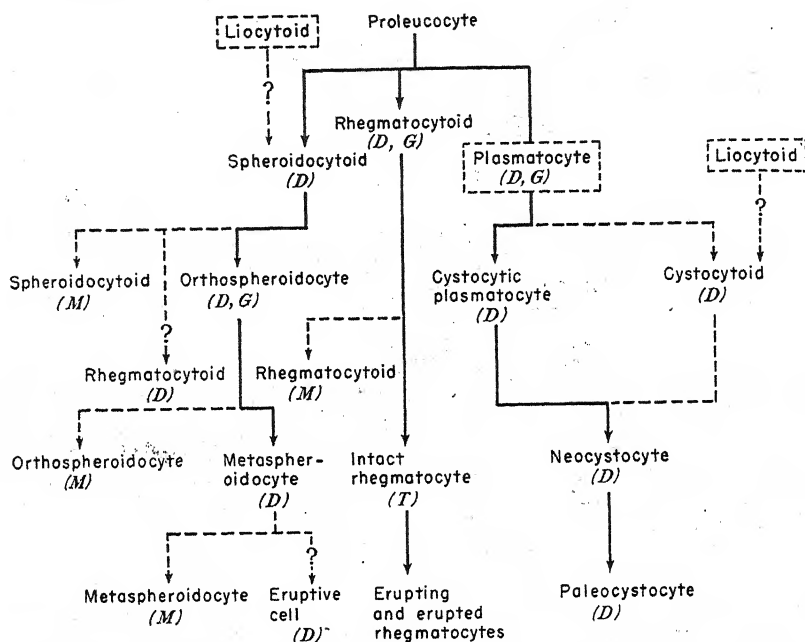 Proleucocyte
Liocytoid
?
Rhegmatocytoid
(D, G)
Spheroidocytoid
(D)
Plasmatocyte
(D, G)
Liocytoid
?
Spheroidocytoid
(M)
Orthospheroidocyte
(D, G)
Cystocytic
plasmatocyte
(D)
Cystocytoid
(D)
?
Rhegmatocytoid
(D)
Rhegmatocytoid
(M)
Orthospheroidocyte
(M)
Metaspher-
oidocyte
(D)
Intact
rhegmatocyte
(T)
Neocystocyte
(D)
?
Metaspheroidocyte
(M)
Eruptive
cell
(D)
Erupting
and erupted
rhegmatocytes
Paleocystocyte
(D)